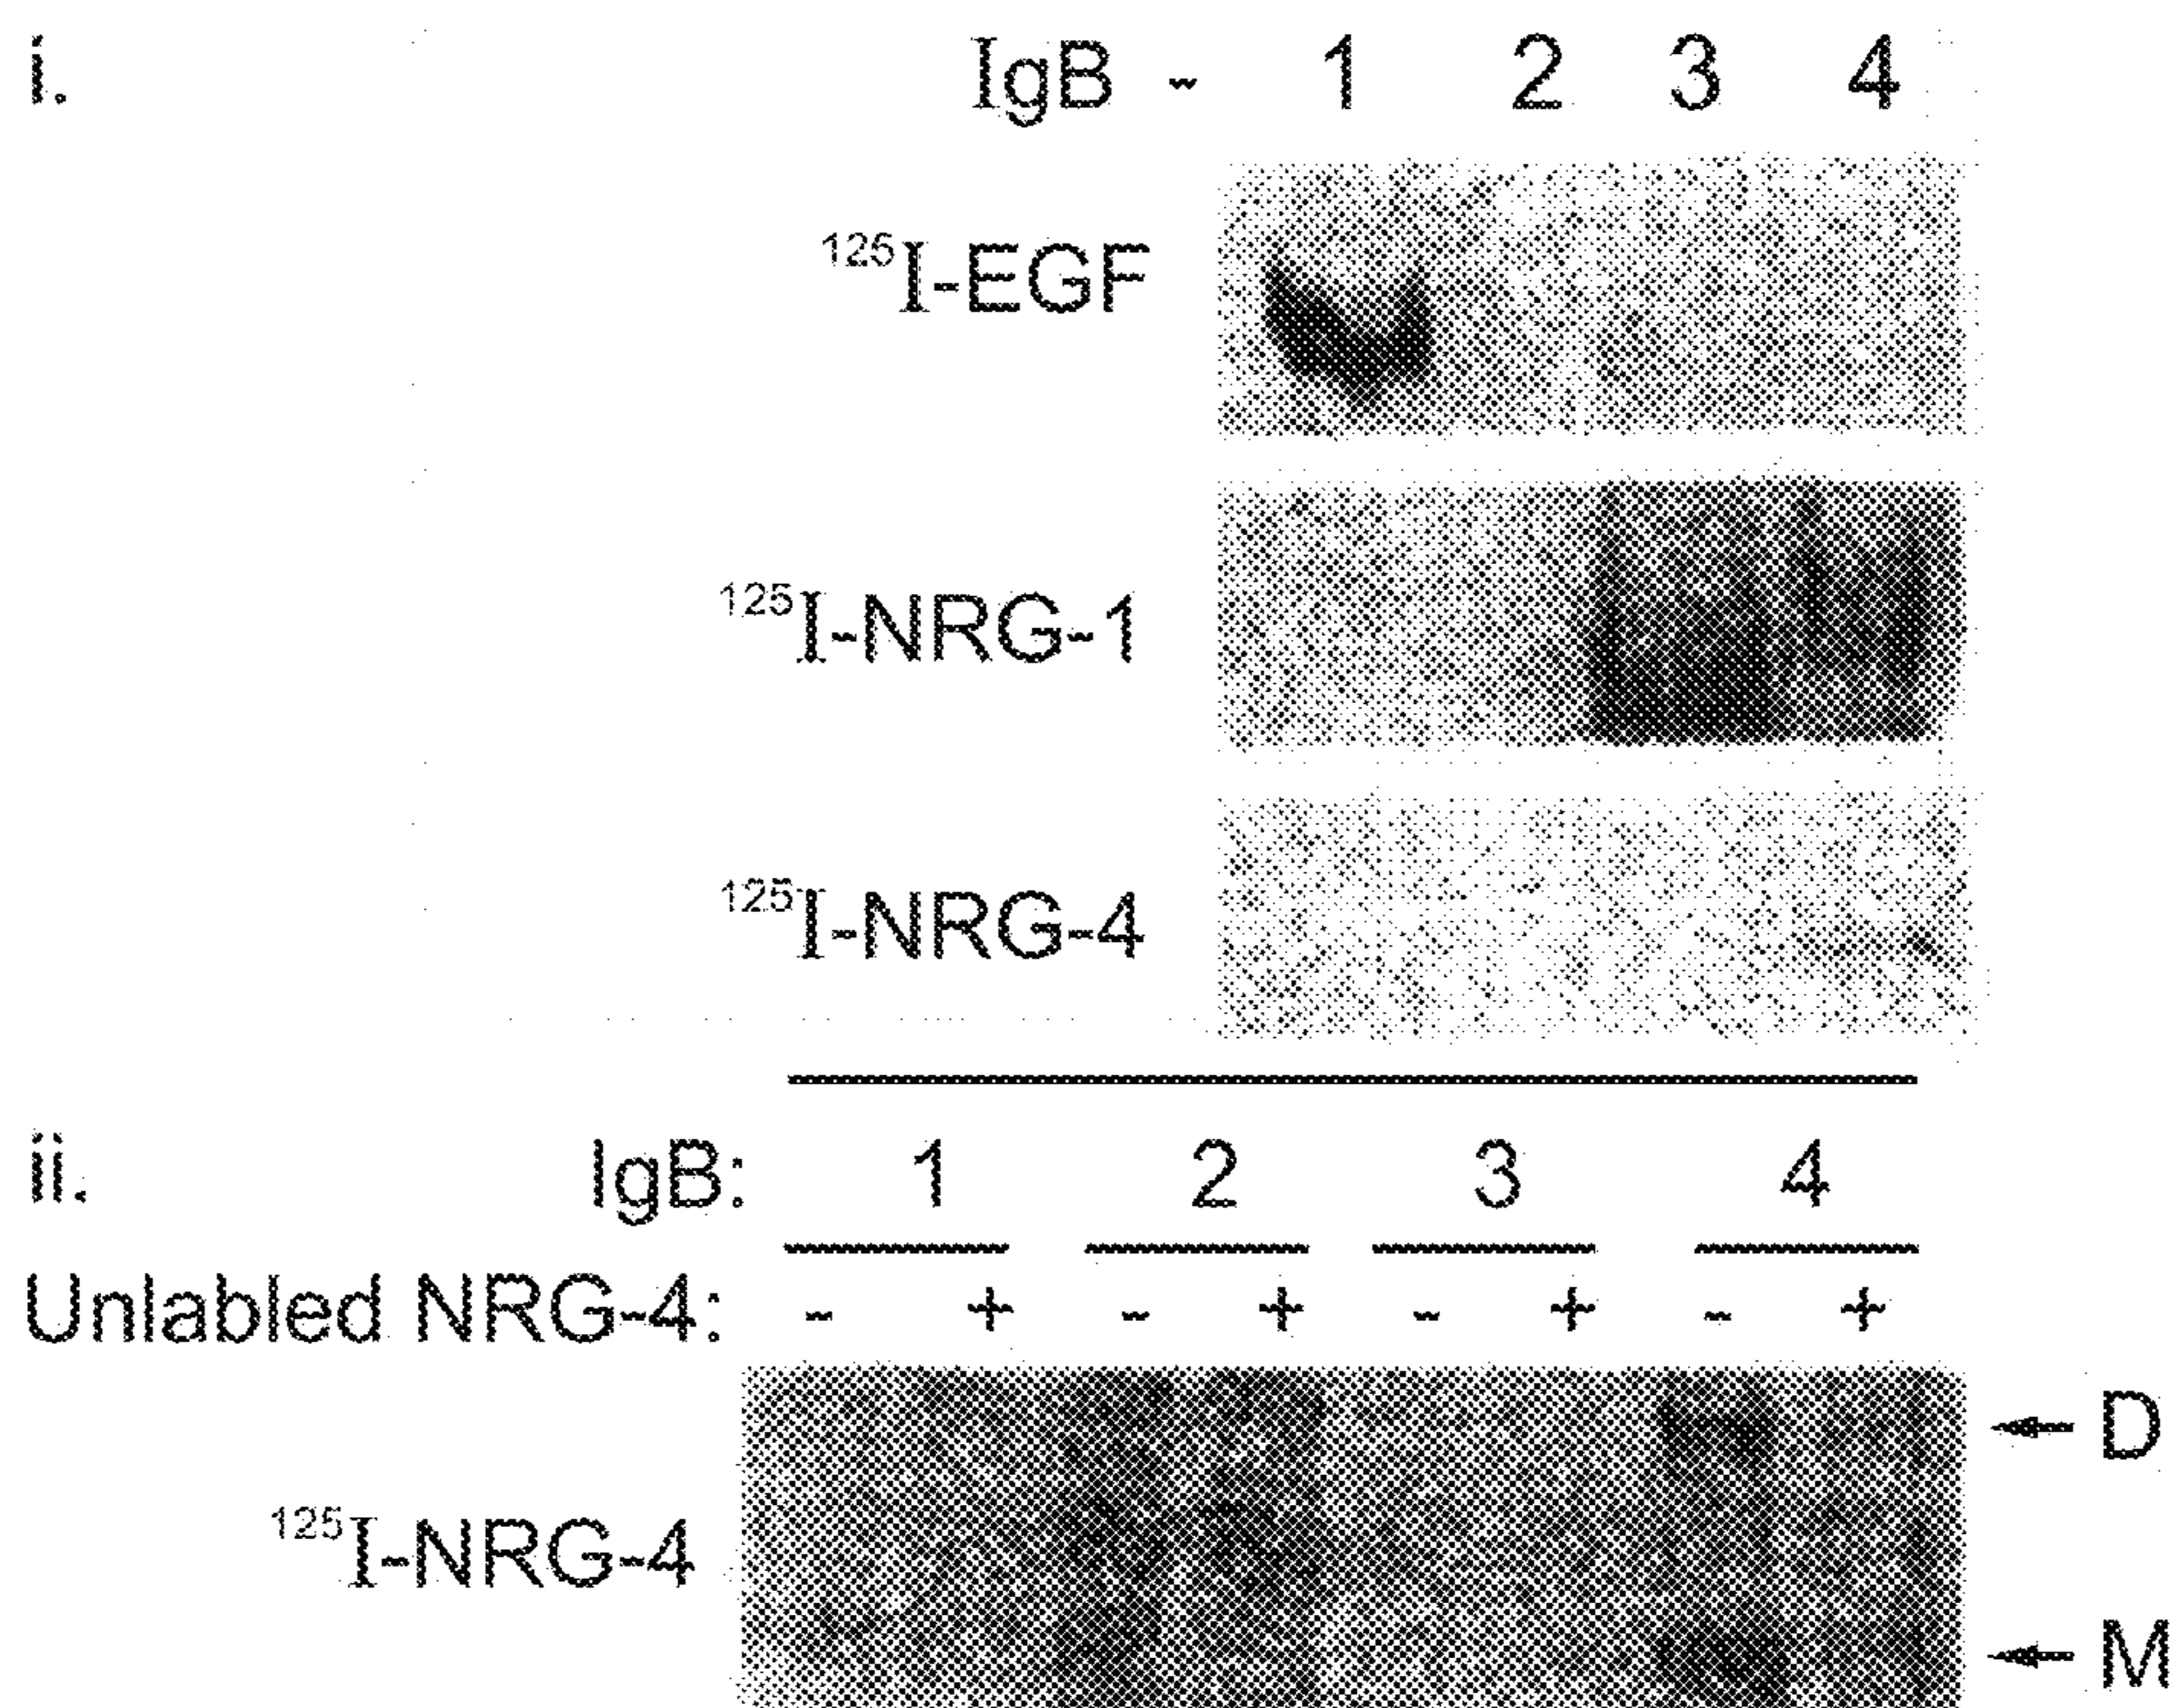 i. IgB - 1 2 3 4
¹²⁵I-EGF
¹²⁵I-NRG-1
¹²⁵I-NRG-4
ii. IgB: 1 2 3 4
Unlabled NRG-4: - + - + - + - +
D
¹²⁵I-NRG-4
M